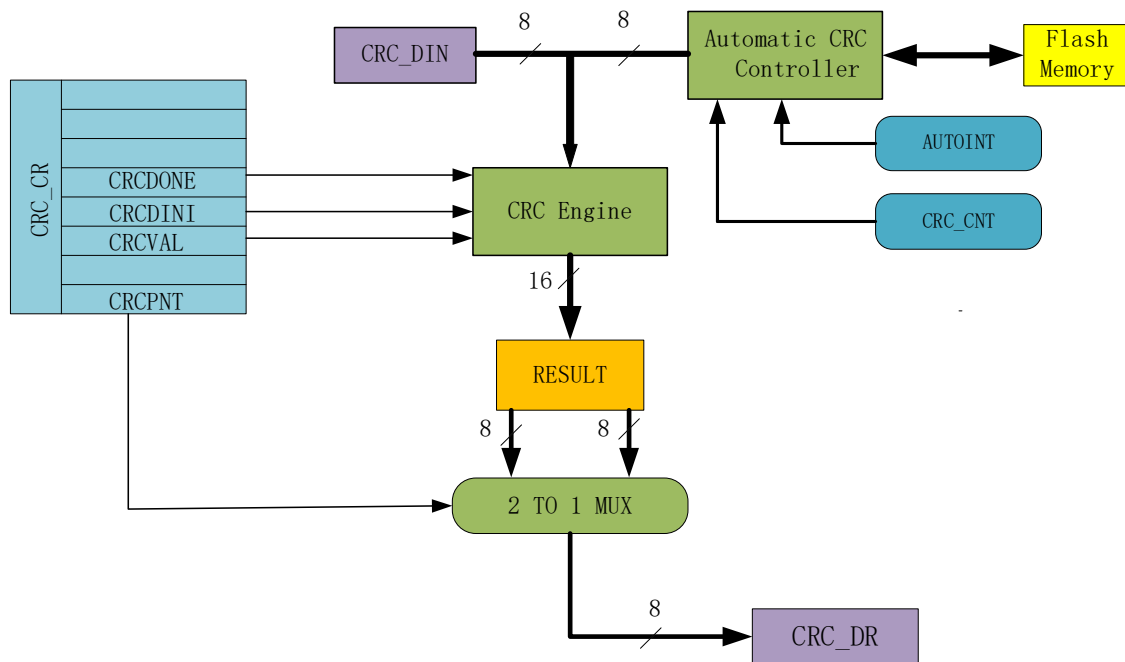 8
8
CRC_DIN
Automatic CRC
Controller
Flash
Memory
AUTOINT
CRC_CR
CRCDONE
CRCDINI
CRCVAL
CRCPNT
CRC Engine
CRC_CNT
16
-
RESULT
8
8
2 TO 1 MUX
8
CRC_DR